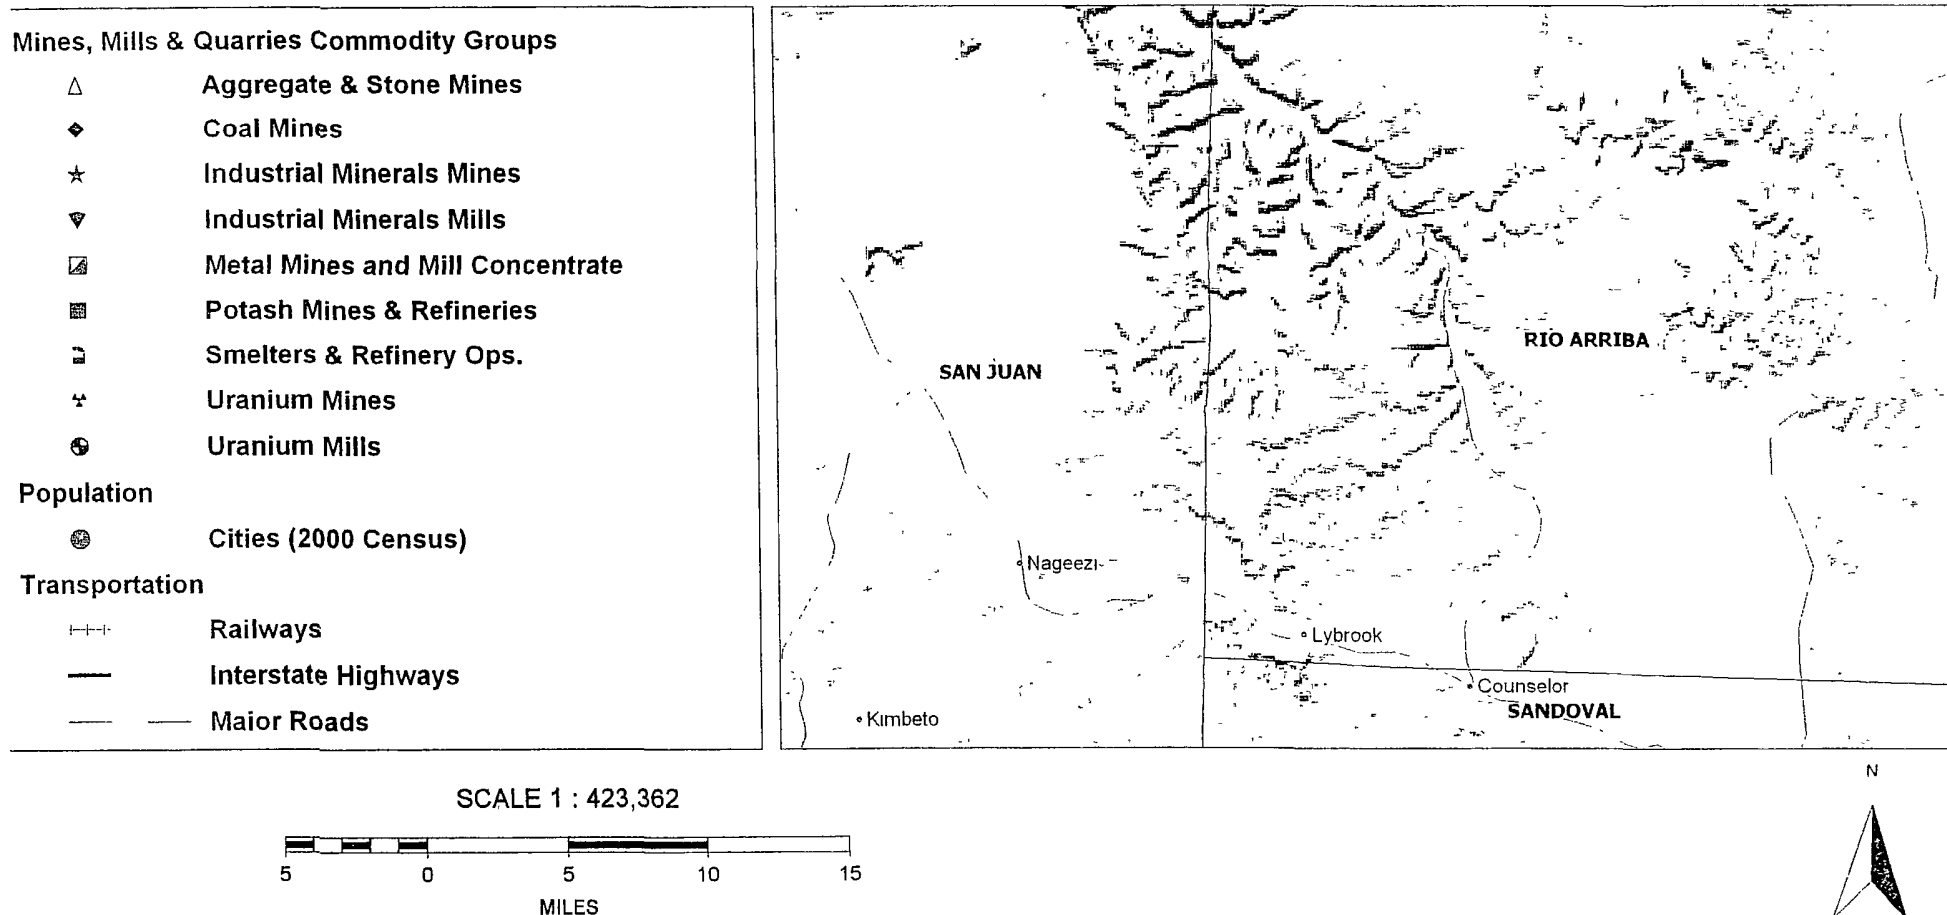 Mines, Mills & Quarries Commodity Groups
Aggregate & Stone Mines
Coal Mines
Industrial Minerals Mines
Industrial Minerals Mills
Metal Mines and Mill Concentrate
Potash Mines & Refineries
Smelters & Refinery Ops.
Uranium Mines
Uranium Mills
Population
Cities (2000 Census)
Transportation
Railways
Interstate Highways
Maior Roads
SAN JUAN
RIO ARRIBA
Nageezi
Lybrook
Counselor
SANDOVAL
Kimbeto
SCALE 1 : 423,362
5 0 5 10 15
MILES
N